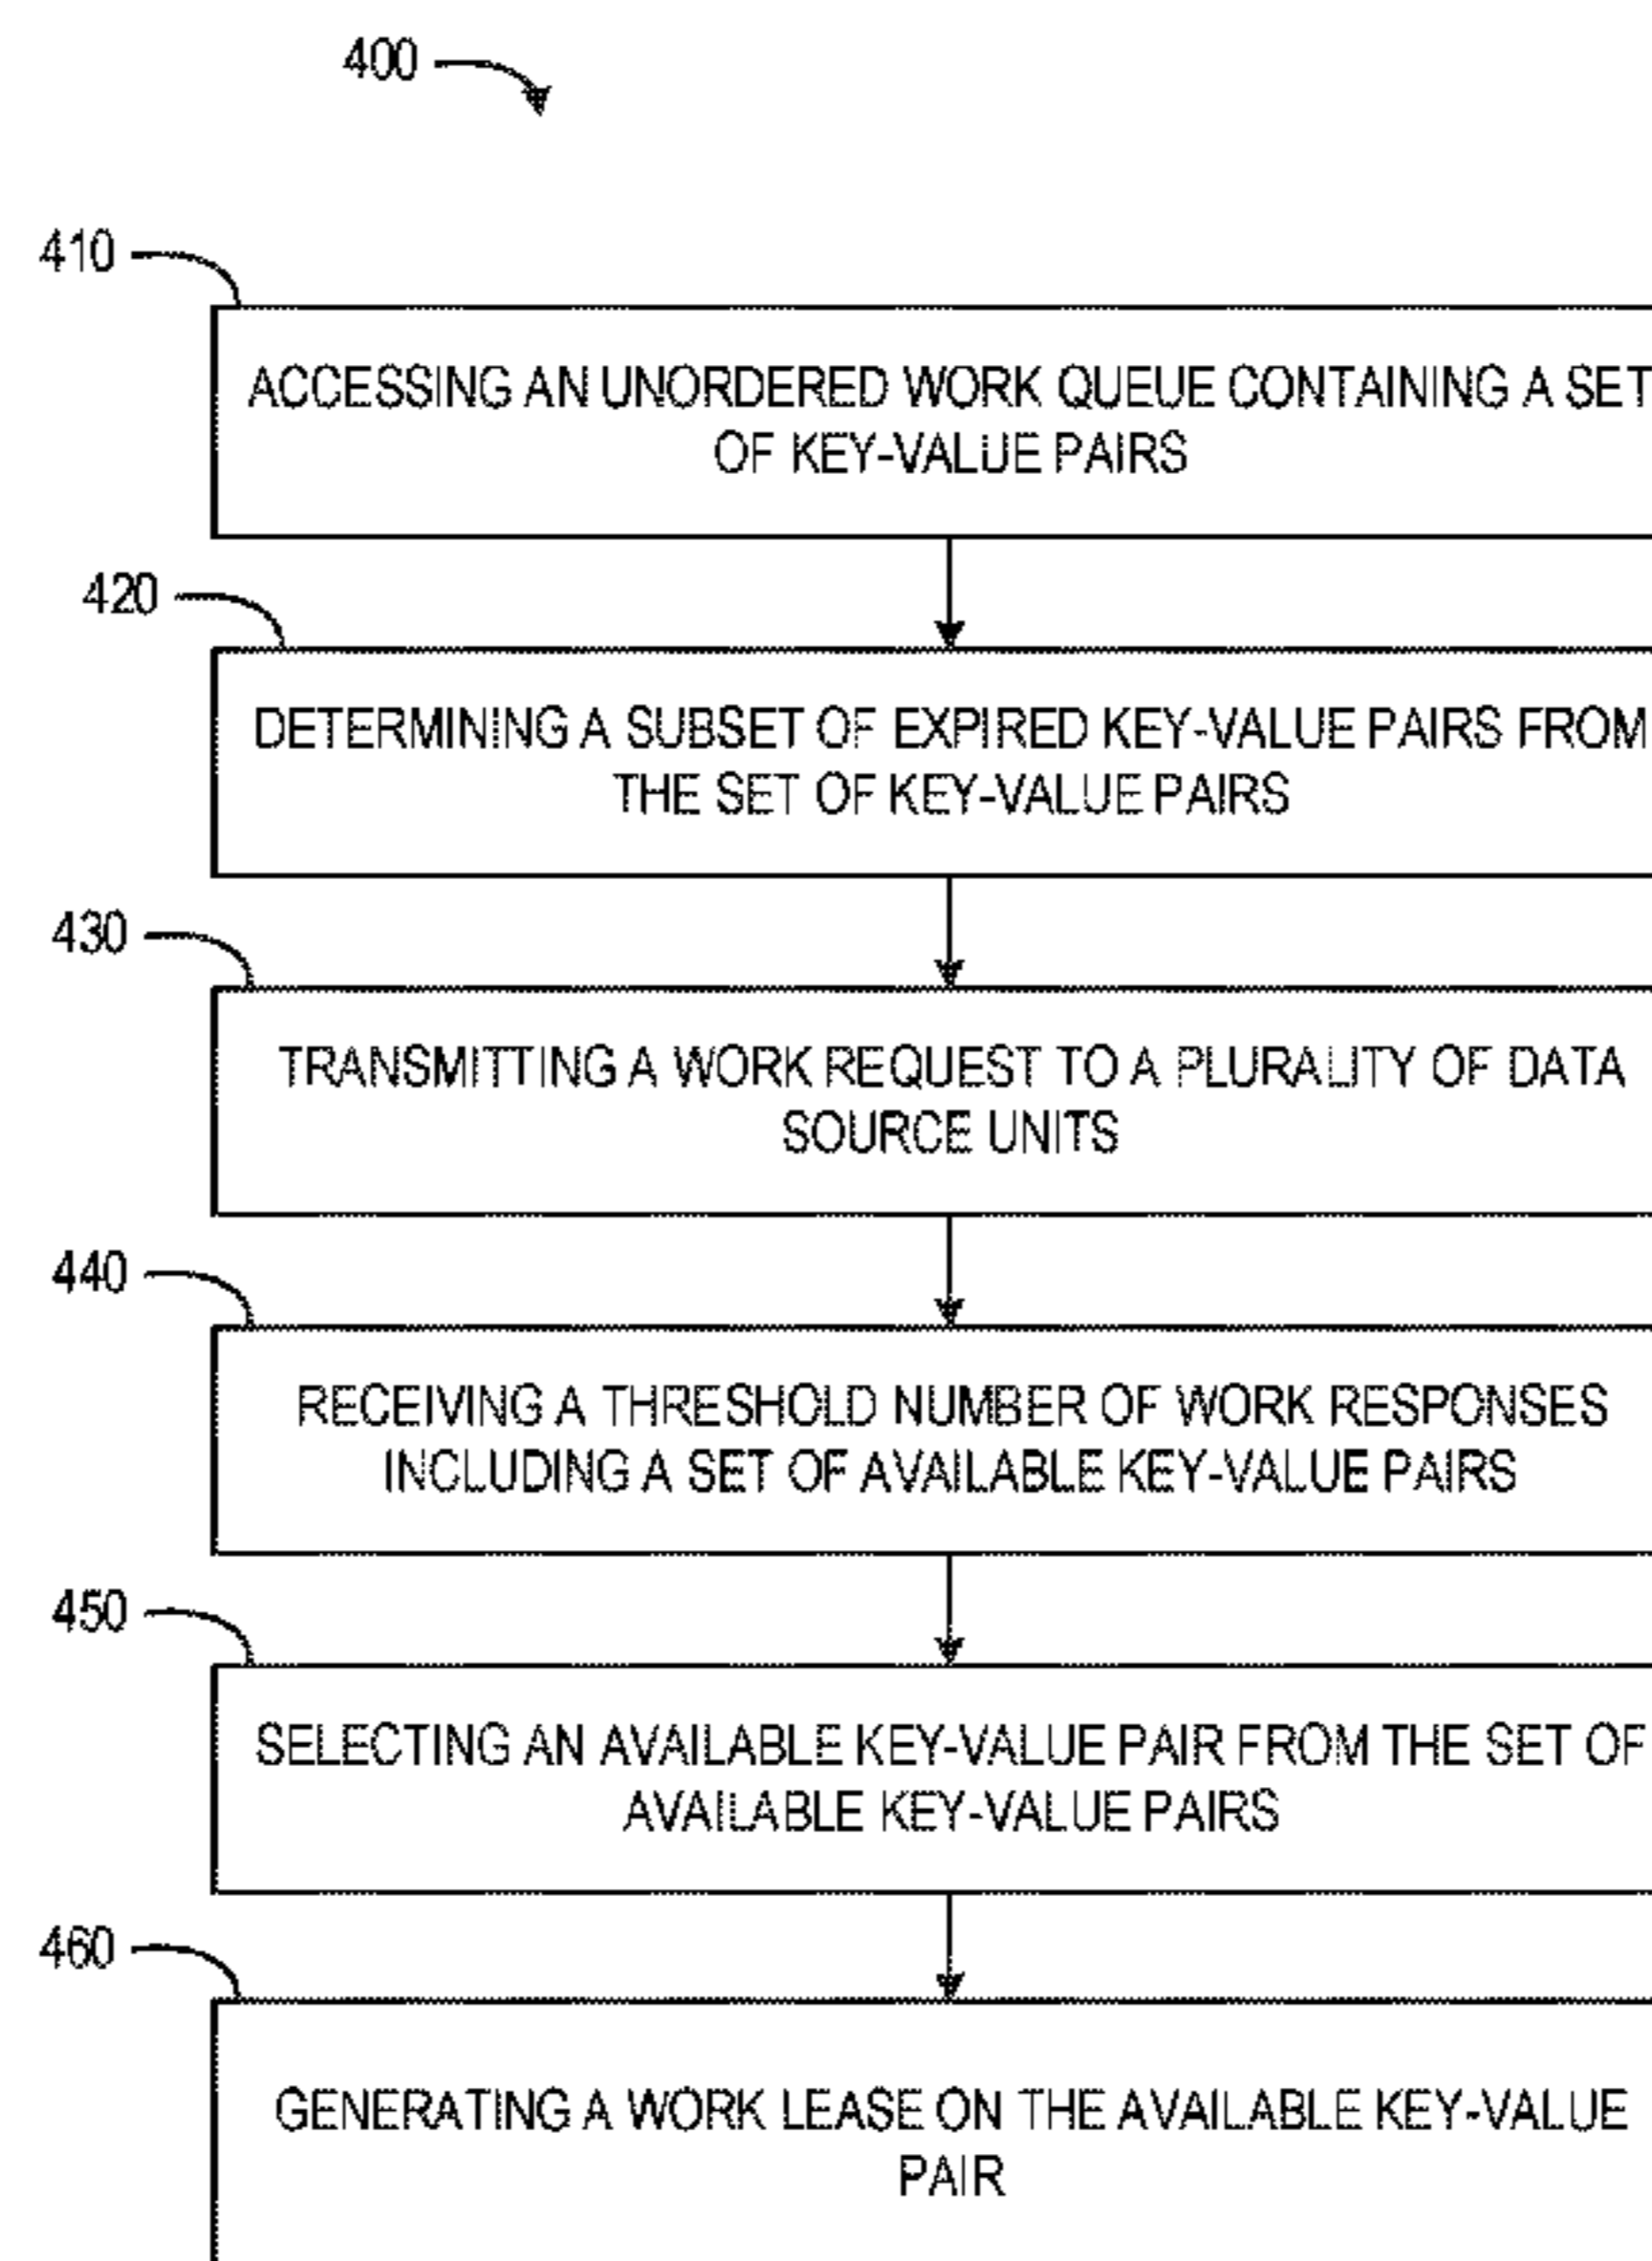 400
410
ACCESSING AN UNORDERED WORK QUEUE CONTAINING A SET
OF KEY-VALUE PAIRS
420
DETERMINING A SUBSET OF EXPIRED KEY-VALUE PAIRS FROM
THE SET OF KEY-VALUE PAIRS
430
TRANSMITTING A WORK REQUEST TO A PLURALITY OF DATA
SOURCE UNITS
440
RECEIVING A THRESHOLD NUMBER OF WORK RESPONSES
INCLUDING A SET OF AVAILABLE KEY-VALUE PAIRS
450
SELECTING AN AVAILABLE KEY-VALUE PAIR FROM THE SET OF
AVAILABLE KEY-VALUE PAIRS
460
GENERATING A WORK LEASE ON THE AVAILABLE KEY-VALUE
PAIR